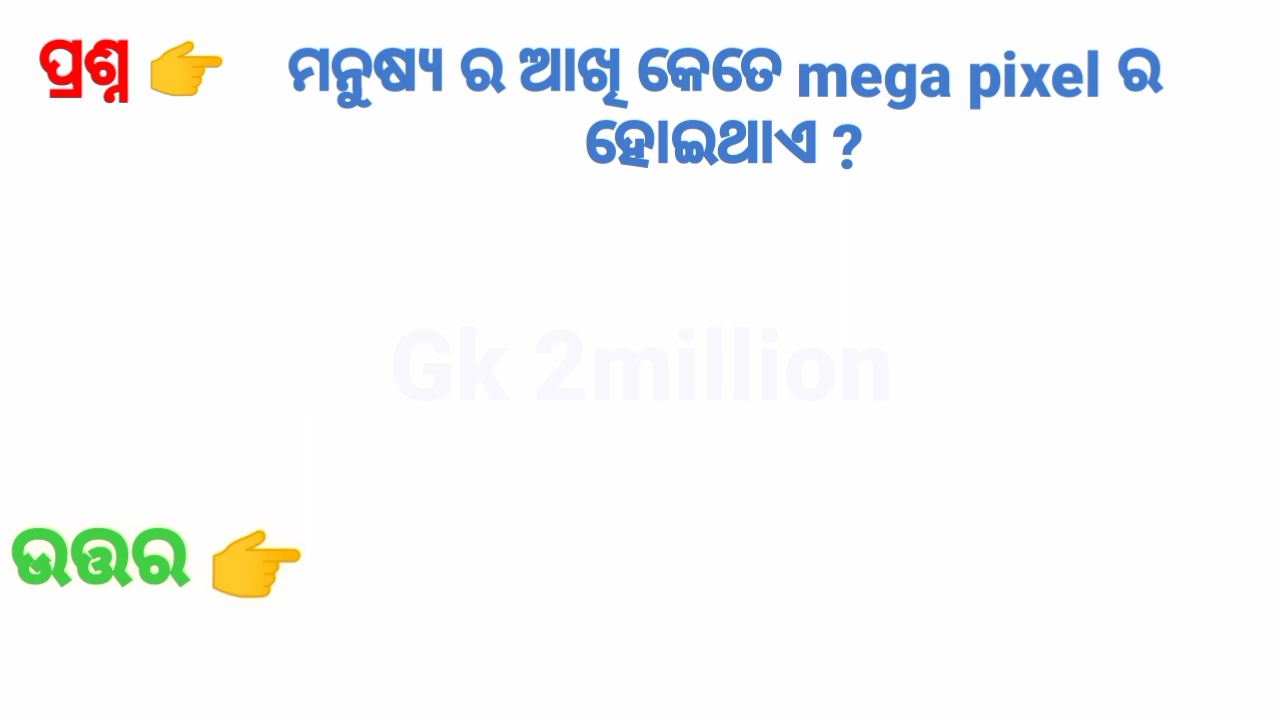 ପ୍ରଶ୍ନ 👉 ମନୁଷ୍ୟ ର ଆଖି କେତେ mega pixel ର
ହୋଇଥାଏ ?
Gk 2million
ଉତ୍ତର 👉